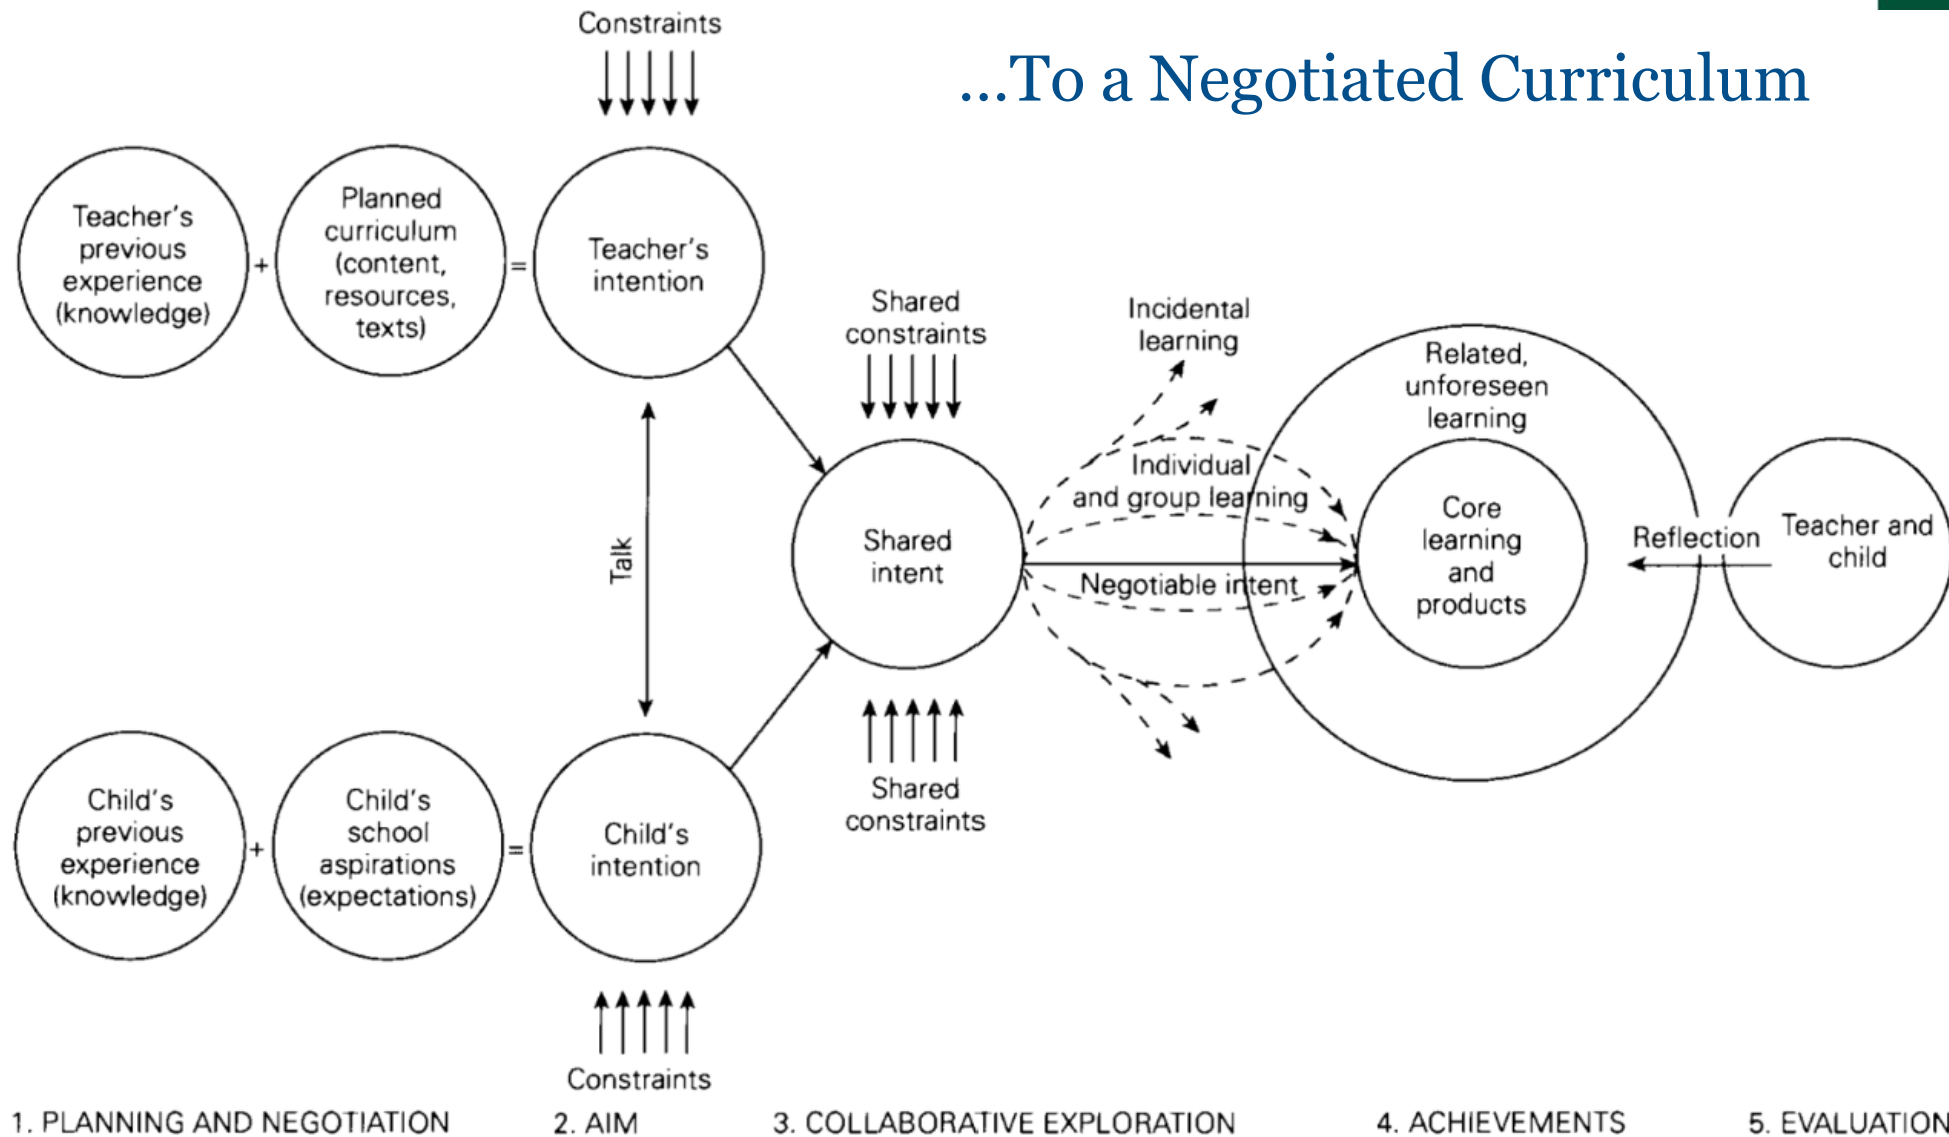 Constraints
...To a Negotiated Curriculum
Teacher's
previous
experience
(knowledge)
+
Planned
curriculum
(content,
resources,
texts)
=
Teacher's
intention
Shared
constraints
Incidental
learning
Related,
unforeseen
learning
Individual
and group learning
Talk
Shared
intent
Negotiable intent
Core
learning
and
products
Reflection
Teacher and
child
Shared
constraints
Child's
previous
experience
(knowledge)
+
Child's
school
aspirations
(expectations)
=
Child's
intention
Constraints
1. PLANNING AND NEGOTIATION
2. AIM
3. COLLABORATIVE EXPLORATION
4. ACHIEVEMENTS
5. EVALUATION